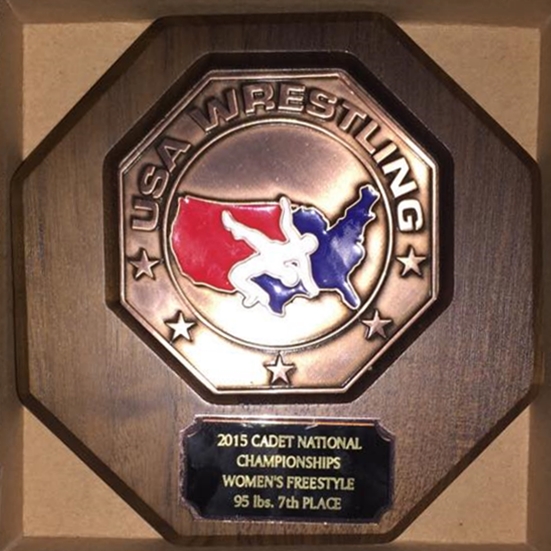 USA WRESTLING
2015 CADET NATIONAL
CHAMPIONSHIPS
WOMEN'S FREESTYLE
95 lbs. 7th PLACE